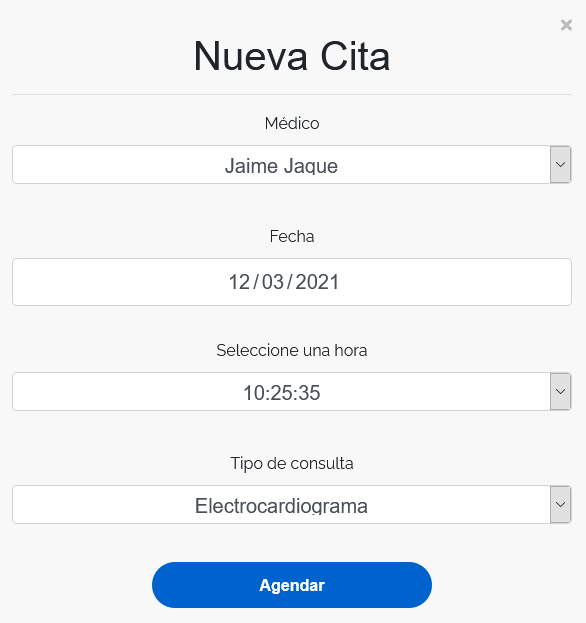 ×
Nueva Cita
Médico
Jaime Jaque
Fecha
12/03/2021
Seleccione una hora
10:25:35
Tipo de consulta
Electrocardiograma
Agendar